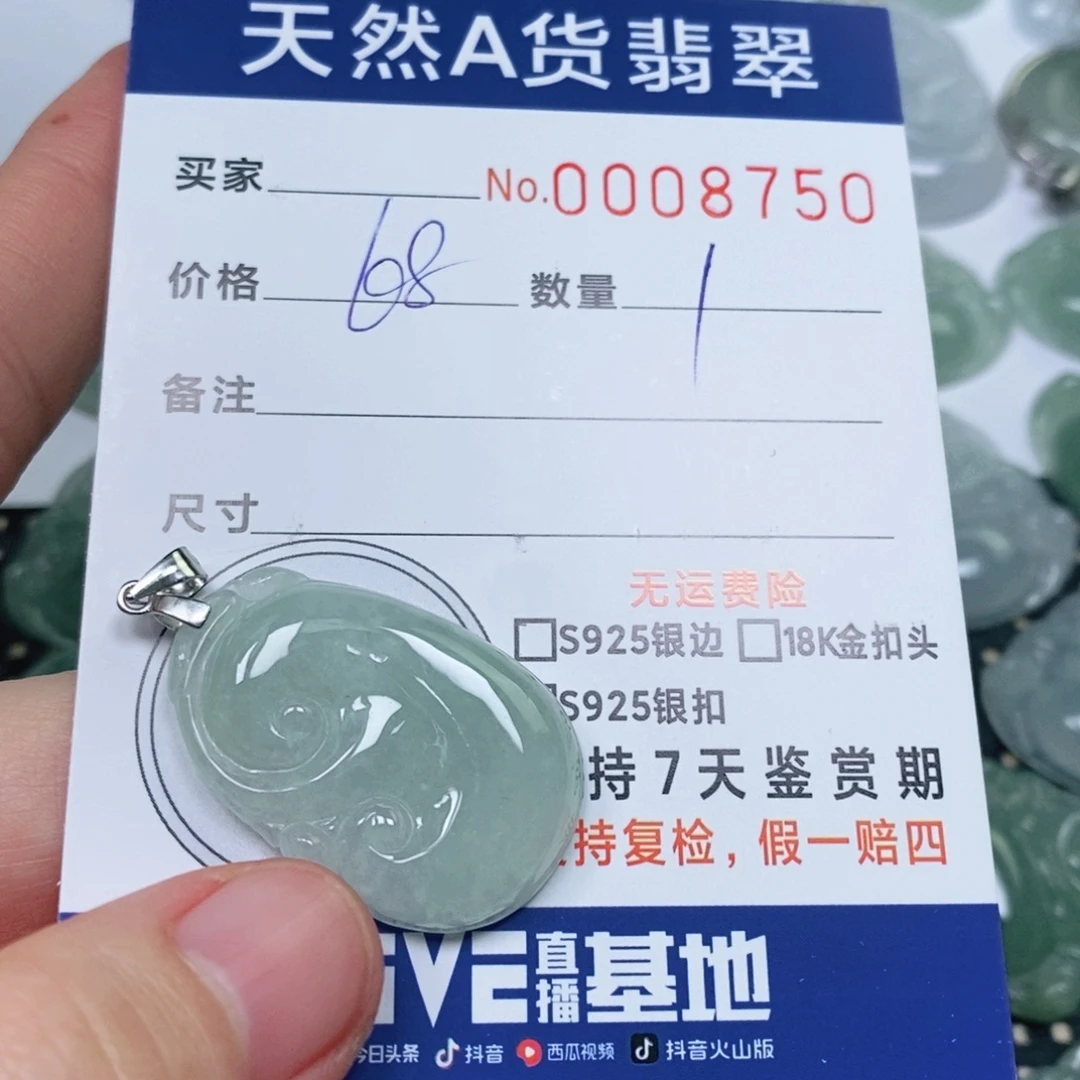 天然A货翡翠
买家 No.0008750
价格 68 数量 1
备注
尺寸
无运费险
S925银边 18K金扣头
S925银扣
持7天鉴赏期
持复检，假一赔四
IVE直播基地
今日头条 抖音 西瓜视频 抖音火山版